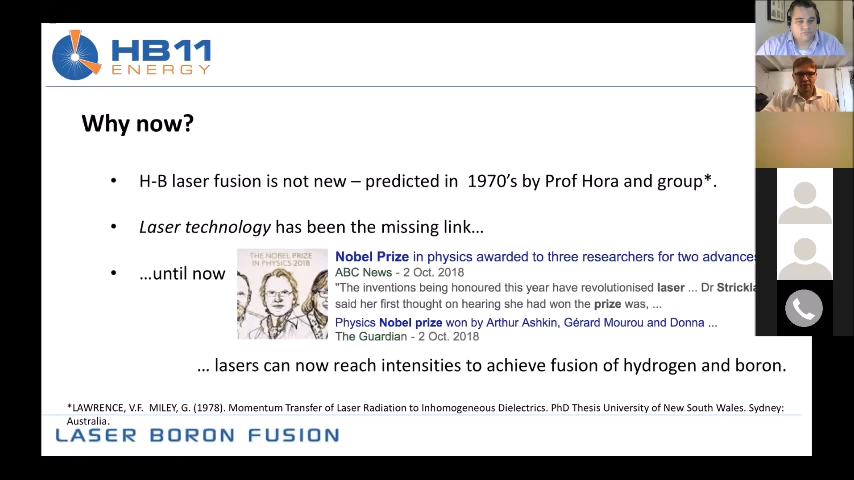 HB11
ENERGY
Why now?
• H-B laser fusion is not new – predicted in 1970's by Prof Hora and group*.
• Laser technology has been the missing link…
THE NOBEL PRIZE
IN PHYSICS 2018
Nobel Prize in physics awarded to three researchers for two advances
ABC News - 2 Oct. 2018
• …until now
"The inventions being honoured this year have revolutionised laser ... Dr Strickla
said her first thought on hearing she had won the prize was, ...
Physics Nobel prize won by Arthur Ashkin, Gérard Mourou and Donna ...
The Guardian - 2 Oct. 2018
… lasers can now reach intensities to achieve fusion of hydrogen and boron.
*LAWRENCE, V.F. MILEY, G. (1978). Momentum Transfer of Laser Radiation to Inhomogeneous Dielectrics. PhD Thesis University of New South Wales. Sydney:
Australia.
LASER BORON FUSION